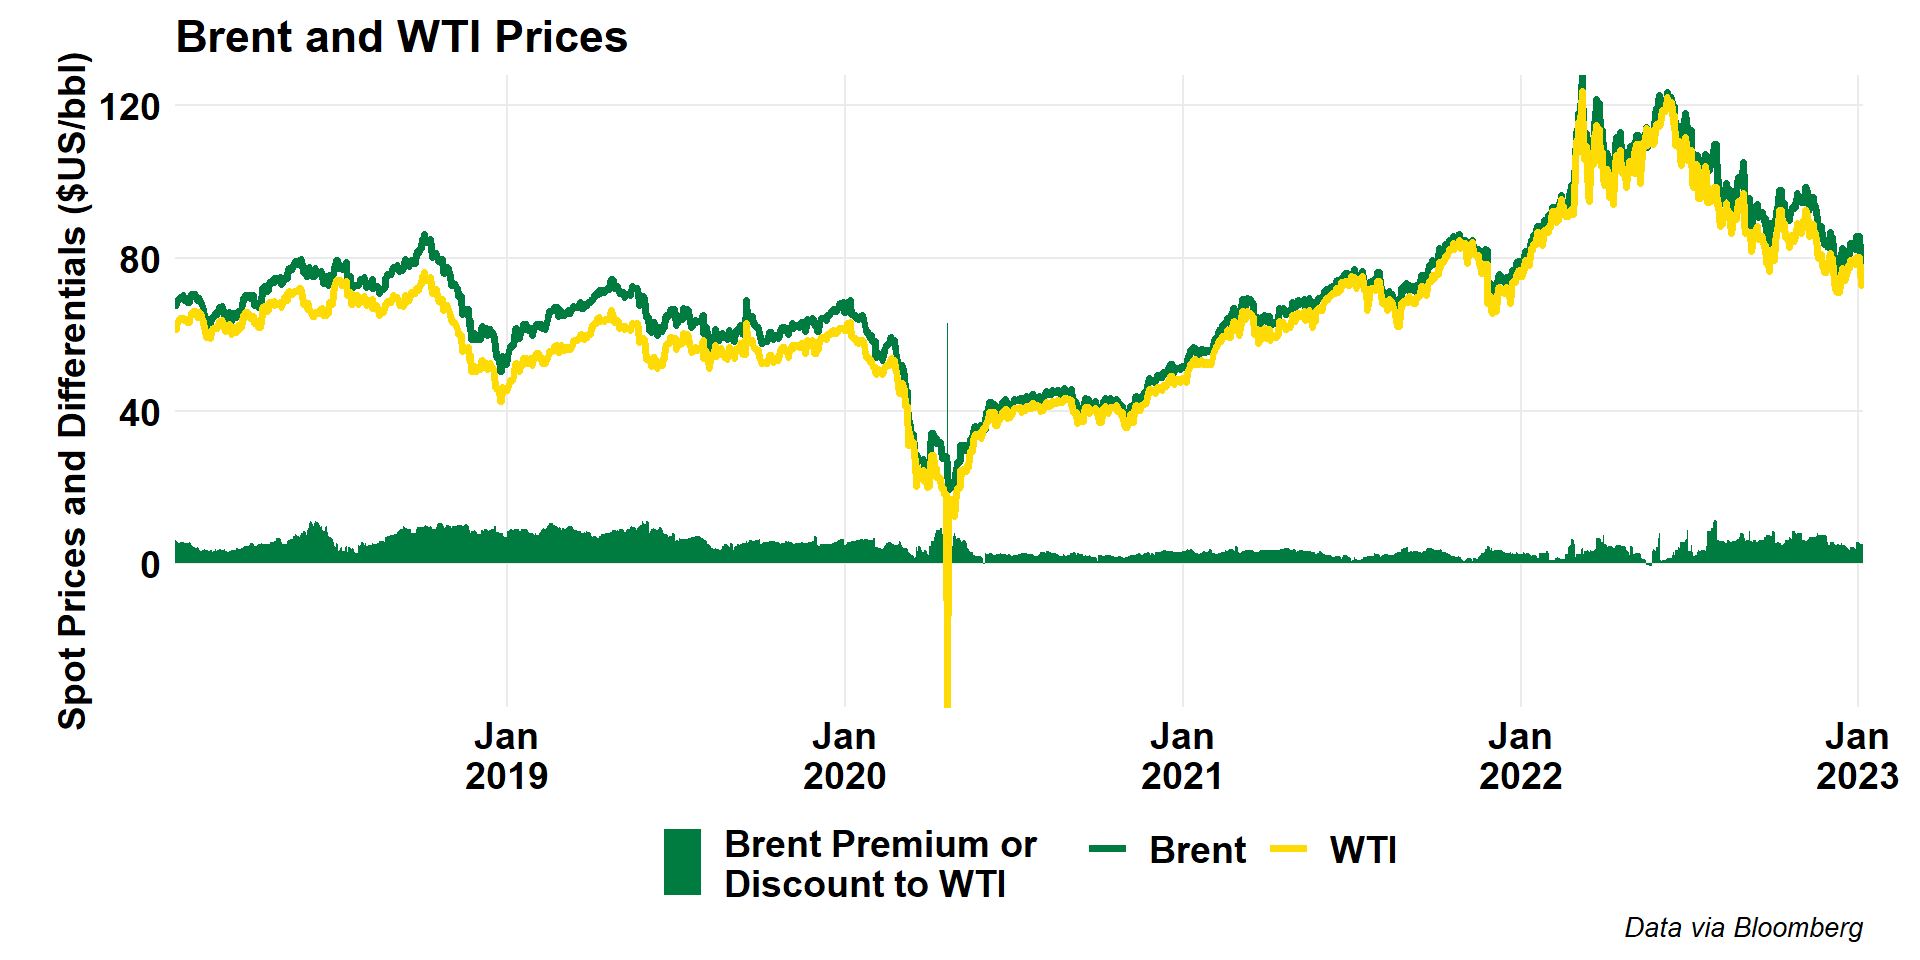 Brent and WTI Prices
Spot Prices and Differentials ($US/bbl)
120
80
40
0
Jan
2019
Jan
2020
Jan
2021
Jan
2022
Jan
2023
Brent Premium or
Discount to WTI
Brent
WTI
Data via Bloomberg